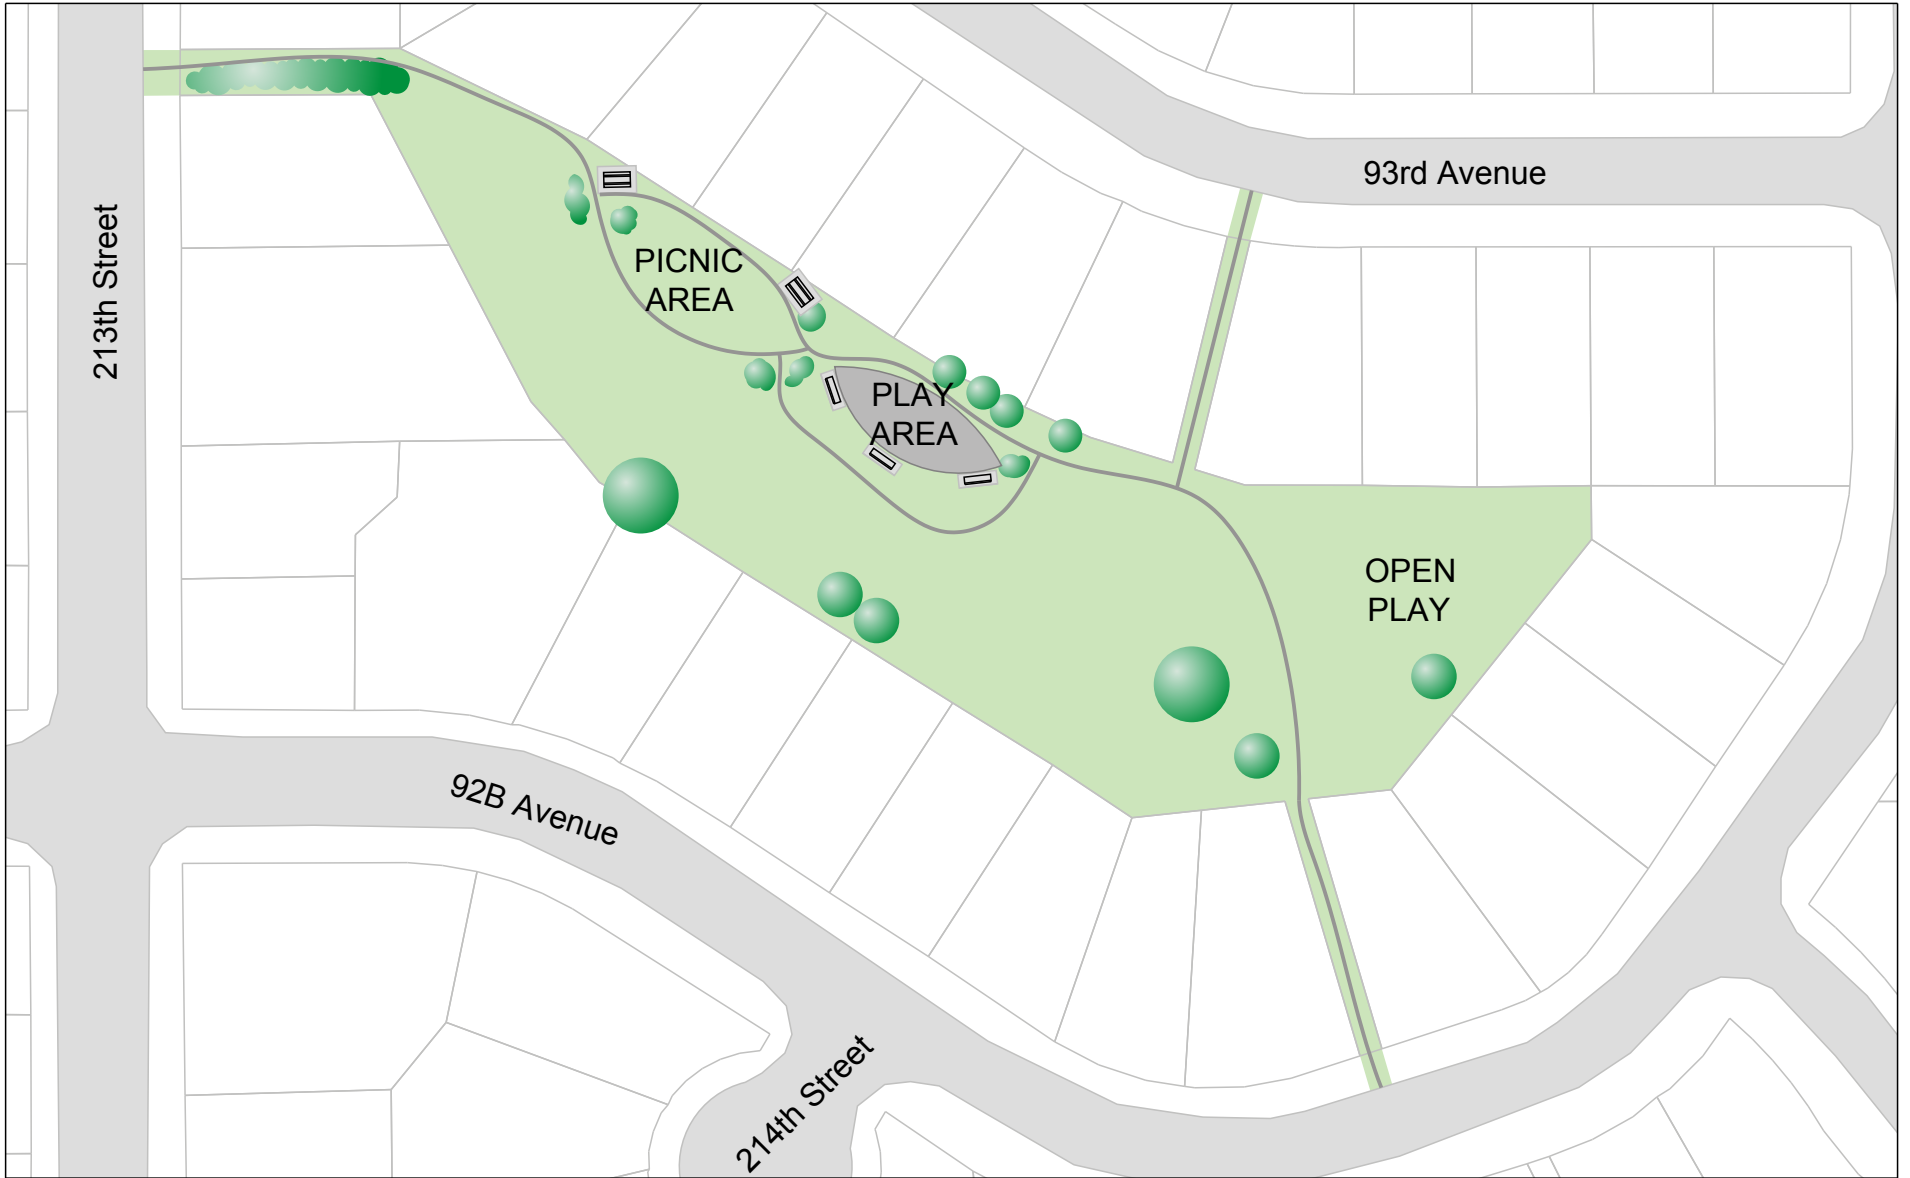 93rd Avenue
213th Street
PICNIC
AREA
PLAY
AREA
OPEN
PLAY
92B Avenue
214th Street